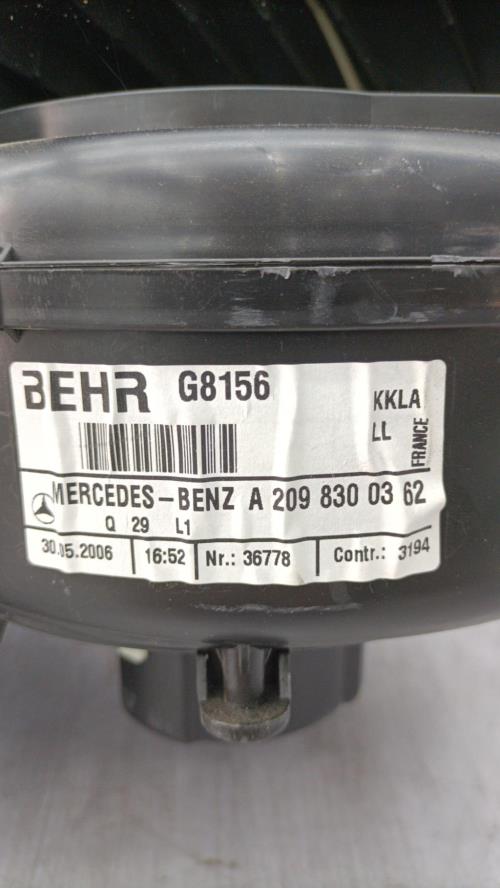 BEHR G8156
KKLA
LL FRANCE
MERCEDES-BENZ A 209 830 03 62
Q 29 L1
30.05.2006 16:52 Nr.: 36778 Contr.: 3194